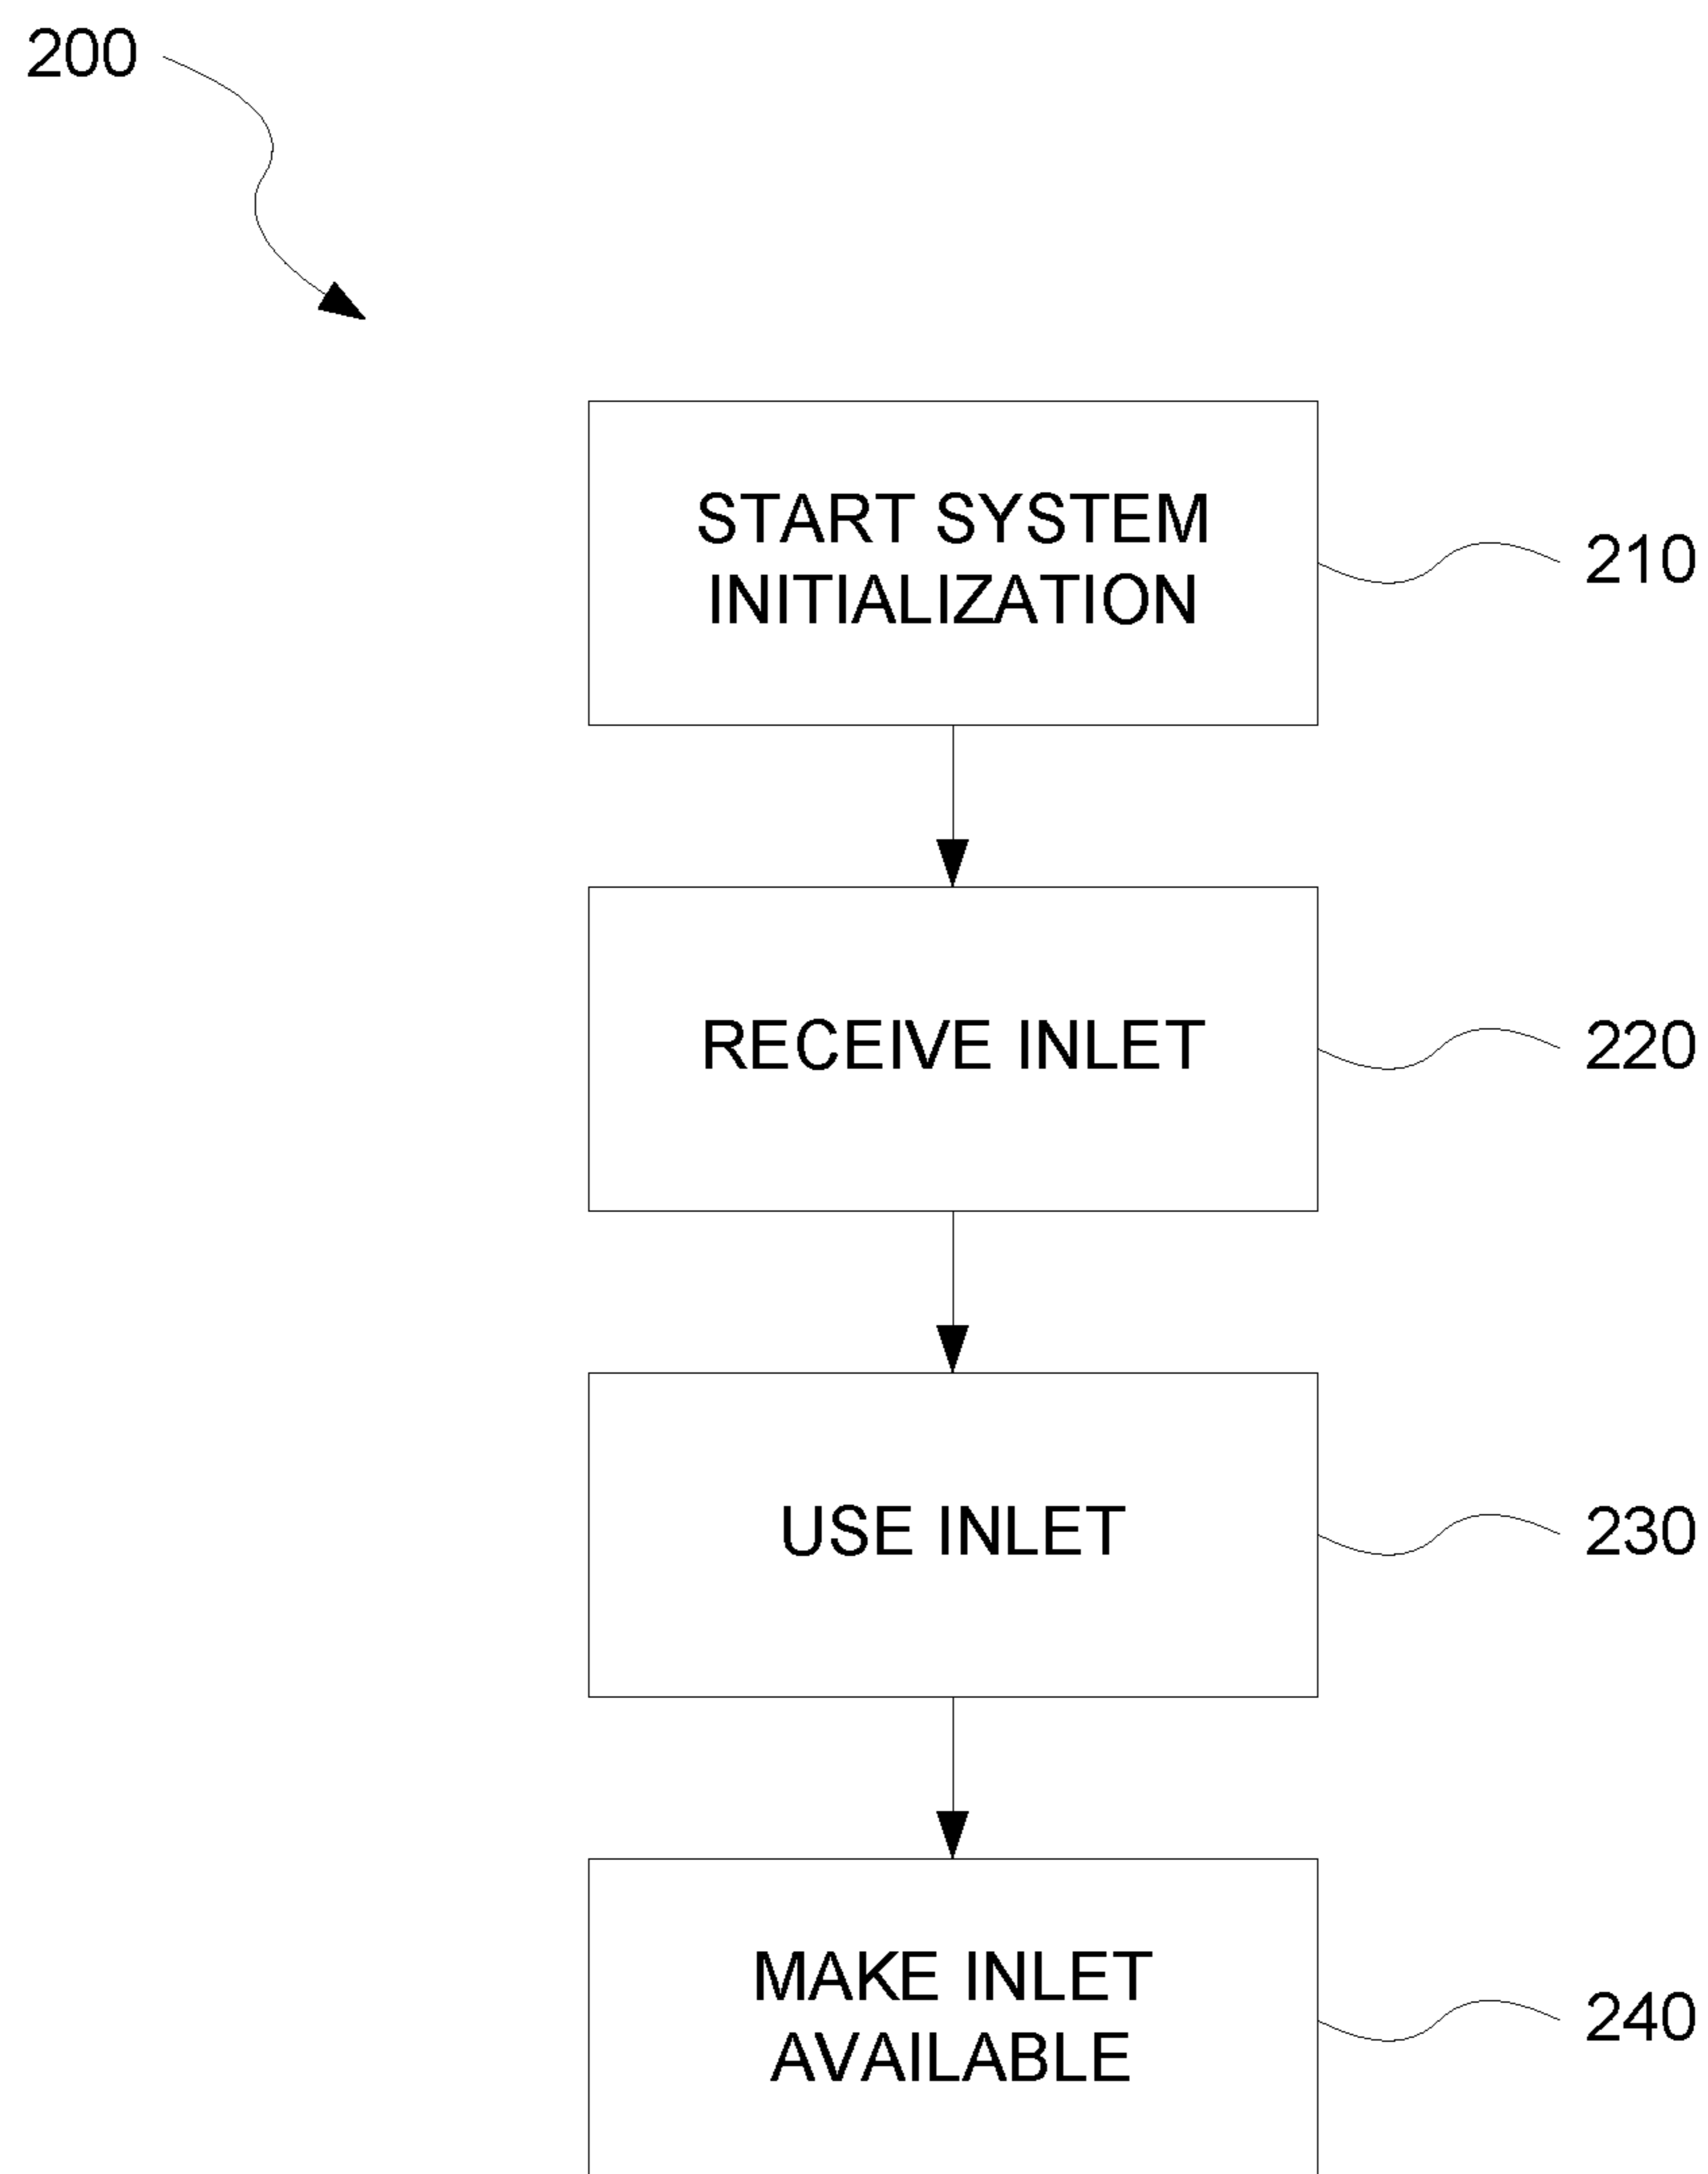 200
START SYSTEM
INITIALIZATION
210
RECEIVE INLET
220
USE INLET
230
MAKE INLET
AVAILABLE
240